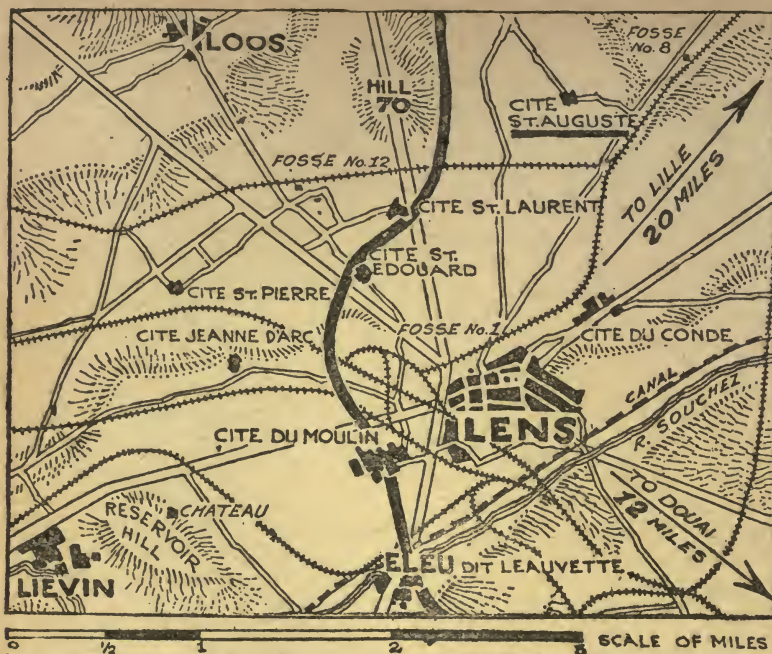 LOOS
HILL
70
FOSSE
No. 8
CITE
ST. AUGUSTE
FOSSE No. 12
TO LILLE
20 MILES
CITE ST. LAURENT
CITE ST.
EDOUARD
CITE ST. PIERRE
FOSSE No. 1
CITE JEANNE D'ARC
CITE DU CONDE
CANAL
R. SOUCHEZ
LENS
CITE DU MOULIN
TO DOUAI
12 MILES
CHATEAU
RESERVOIR
HILL
LIEVIN
ELEU DIT LEAUVETTE
0 1/2 1 2 3 SCALE OF MILES